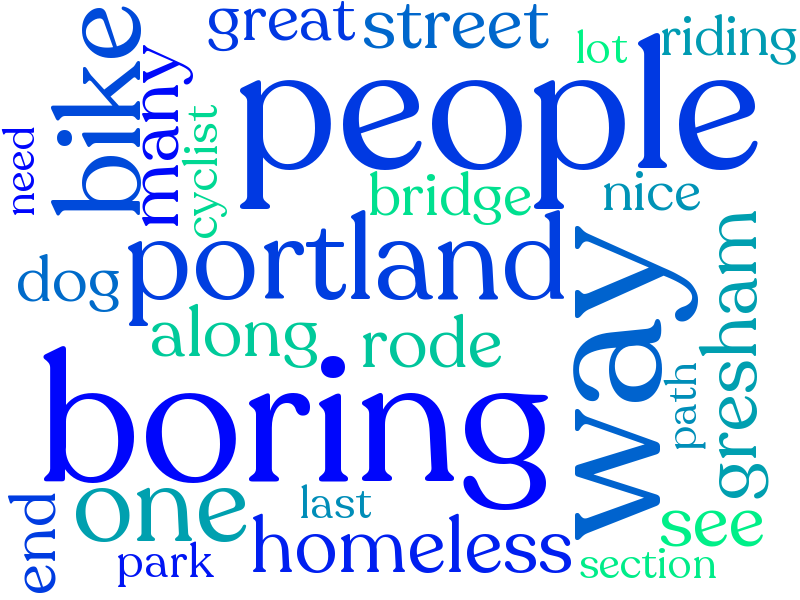 great street
lot riding
bike many people
need cyclist
bridge nice
dog portland
way gresham
along rode
path
boring
one last
end
see
park homeless
section